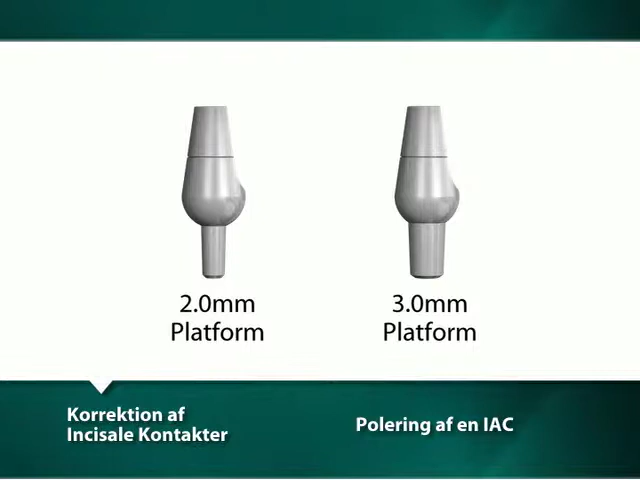 2.0mm
Platform
3.0mm
Platform
Korrektion af
Incisale Kontakter
Polering af en IAC